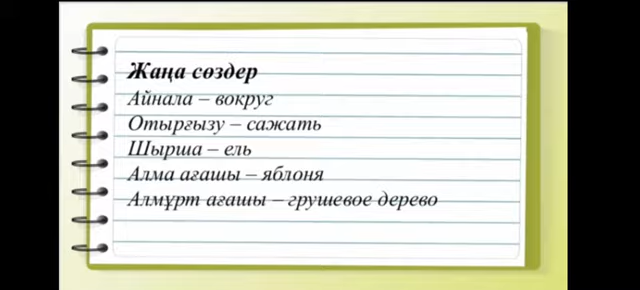 Жаңа сөздер
Айнала – вокруг
Отырғызу – сажать
Шырша – ель
Алма ағашы – яблоня
Алмұрт ағашы – грушевое дерево